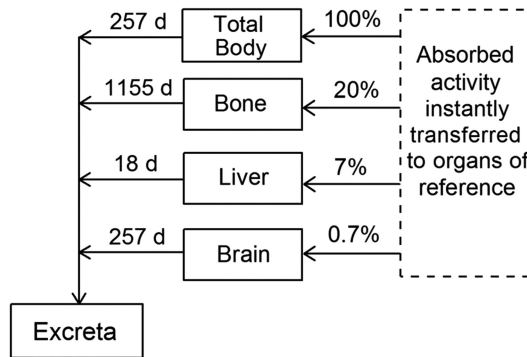 257 d
Total
Body
100%
1155 d
Bone
20%
18 d
Liver
7%
257 d
Brain
0.7%
Absorbed
activity
instantly
transferred
to organs of
reference
Excreta